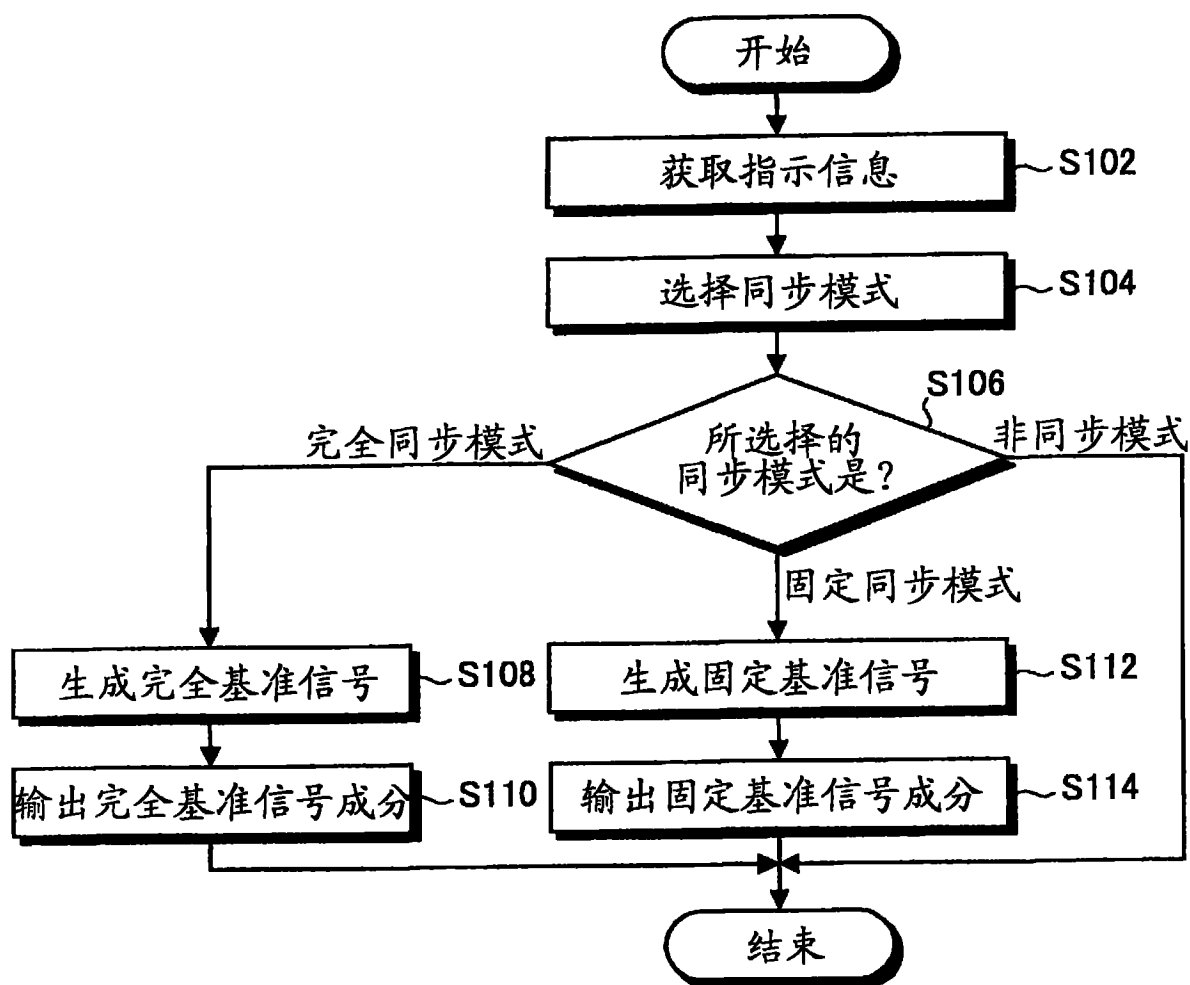 开始
获取指示信息
S102
选择同步模式
S104
S106
完全同步模式
所选择的
同步模式是?
非同步模式
固定同步模式
生成完全基准信号
S108
生成固定基准信号
S112
输出完全基准信号成分
S110
输出固定基准信号成分
S114
结束